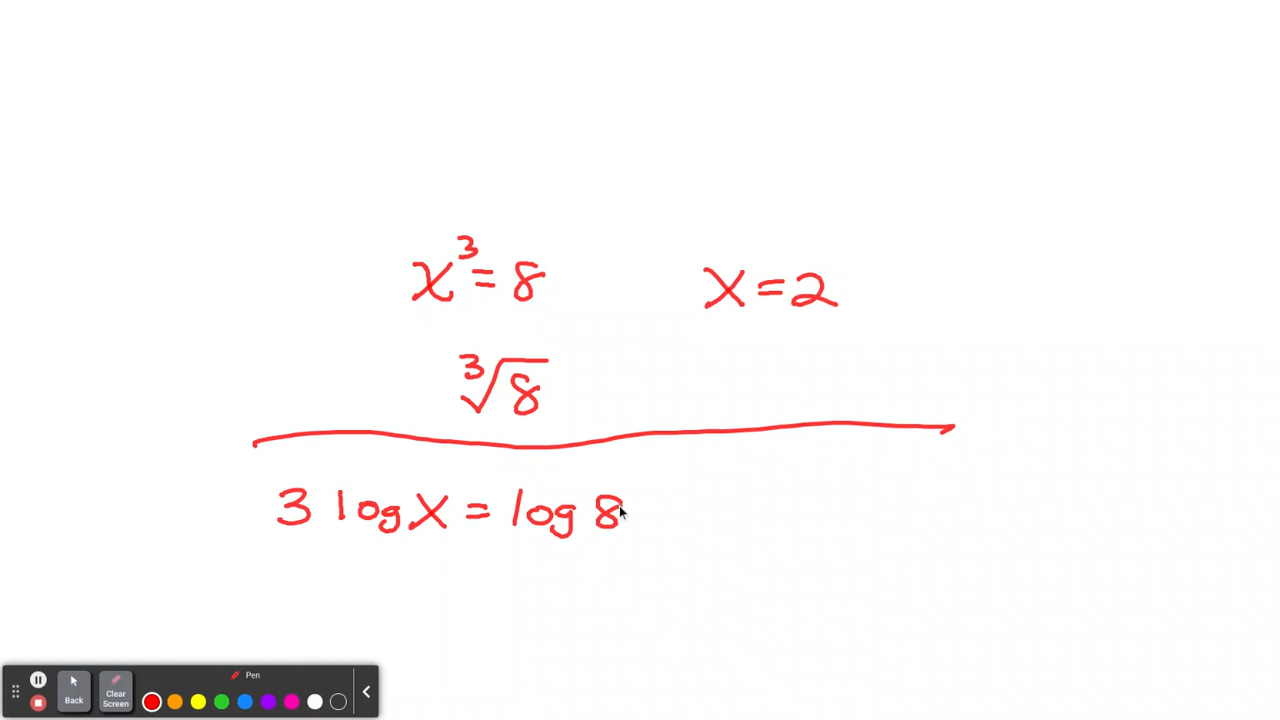 x³=8
x=2
∛8
3 log x = log 8
Pen
Back
Clear Screen